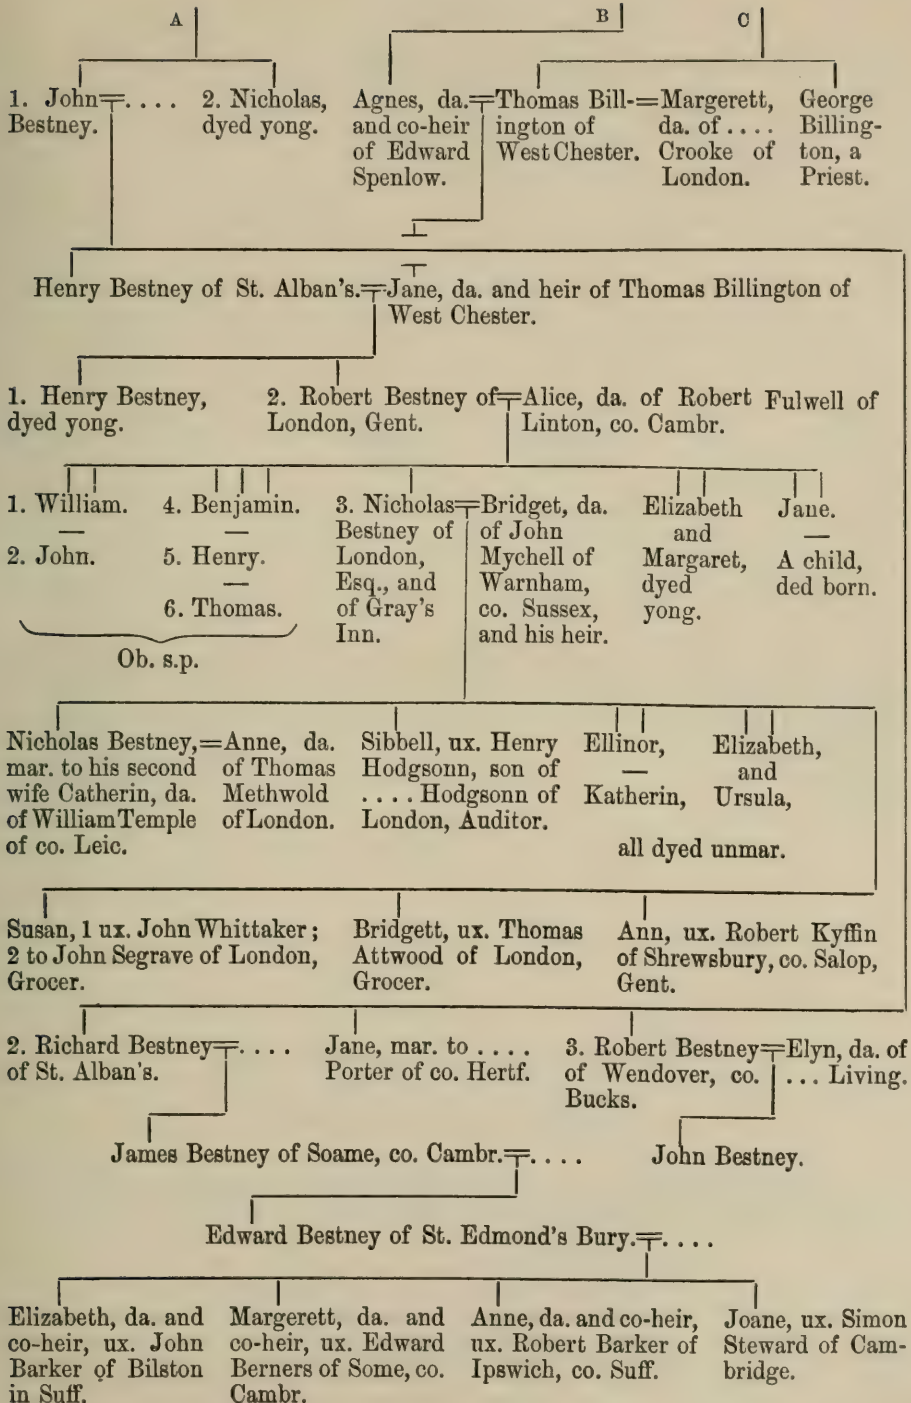 A
B
C
1. John=. . . .
Bestney.
2. Nicholas,
dyed yong.
Agnes, da.
and co-heir
of Edward
Spenlow.
=Thomas Bill-
ington of
West Chester.
=Margerett,
da. of . . . .
Crooke of
London.
George
Billing-
ton, a
Priest.
Henry Bestney of St. Alban's.=Jane, da. and heir of Thomas Billington of
West Chester.
1. Henry Bestney,
dyed yong.
2. Robert Bestney of=Alice, da. of Robert Fulwell of
London, Gent.
Linton, co. Cambr.
1. William.
—
2. John.
4. Benjamin.
—
5. Henry.
—
6. Thomas.
Ob. s.p.
3. Nicholas
Bestney of
London,
Esq., and
of Gray's
Inn.
=Bridget, da.
of John
Mychell of
Warnham,
co. Sussex,
and his heir.
Elizabeth
and
Margaret,
dyed
yong.
Jane.
—
A child,
ded born.
Nicholas Bestney,
mar. to his second
wife Catherin, da.
of William Temple
of co. Leic.
=Anne, da.
of Thomas
Methwold
of London.
Sibbell, ux. Henry
Hodgsonn, son of
. . . . Hodgsonn of
London, Auditor.
Ellinor,
—
Katherin,
Elizabeth,
and
Ursula,
all dyed unmar.
Susan, 1 ux. John Whittaker;
2 to John Segrave of London,
Grocer.
Bridgett, ux. Thomas
Attwood of London,
Grocer.
Ann, ux. Robert Kyffin
of Shrewsbury, co. Salop,
Gent.
2. Richard Bestney=. . . .
of St. Alban's.
Jane, mar. to . . . .
Porter of co. Hertf.
3. Robert Bestney
of Wendover, co.
Bucks.
=Elyn, da. of
. . . Living.
James Bestney of Soame, co. Cambr.=. . . .
John Bestney.
Edward Bestney of St. Edmond's Bury.=. . . .
Elizabeth, da. and
co-heir, ux. John
Barker of Bilston
in Suff.
Margerett, da. and
co-heir, ux. Edward
Berners of Some, co.
Cambr.
Anne, da. and co-heir,
ux. Robert Barker of
Ipswich, co. Suff.
Joane, ux. Simon
Steward of Cam-
bridge.